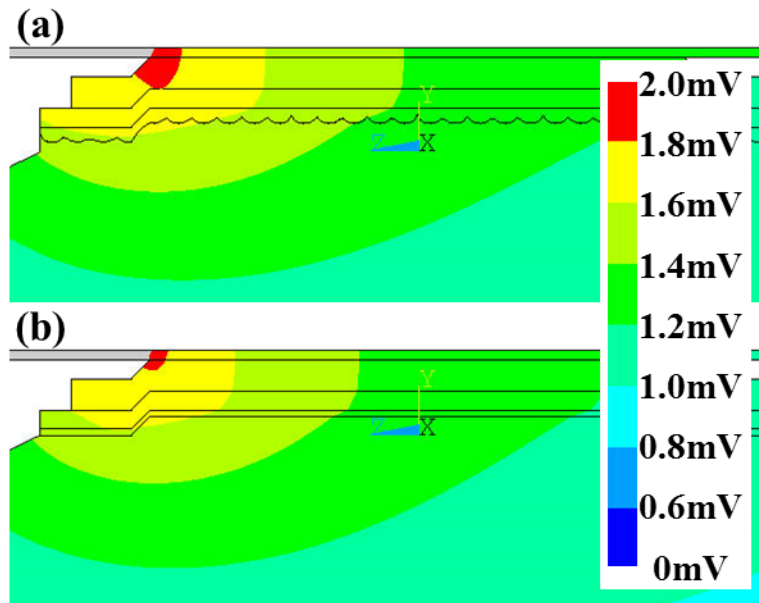 (a)
Y
Z X
2.0mV
1.8mV
1.6mV
1.4mV
1.2mV
1.0mV
0.8mV
0.6mV
0mV
(b)
Y
Z X